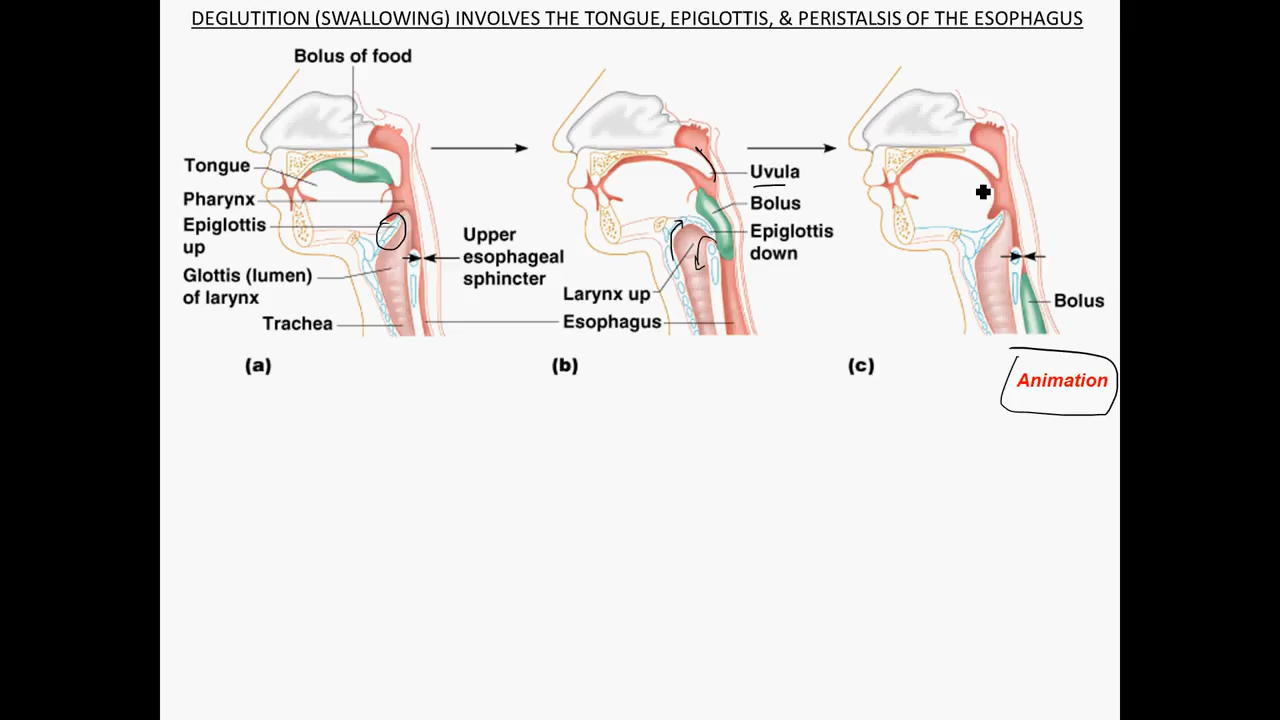 DEGLUTITION (SWALLOWING) INVOLVES THE TONGUE, EPIGLOTTIS, & PERISTALSIS OF THE ESOPHAGUS
Bolus of food
Tongue
Pharynx
Epiglottis
up
Glottis (lumen)
of larynx
Trachea
Upper
esophageal
sphincter
(a)
Uvula
Bolus
Epiglottis
down
Larynx up
Esophagus
(b)
Bolus
(c)
Animation